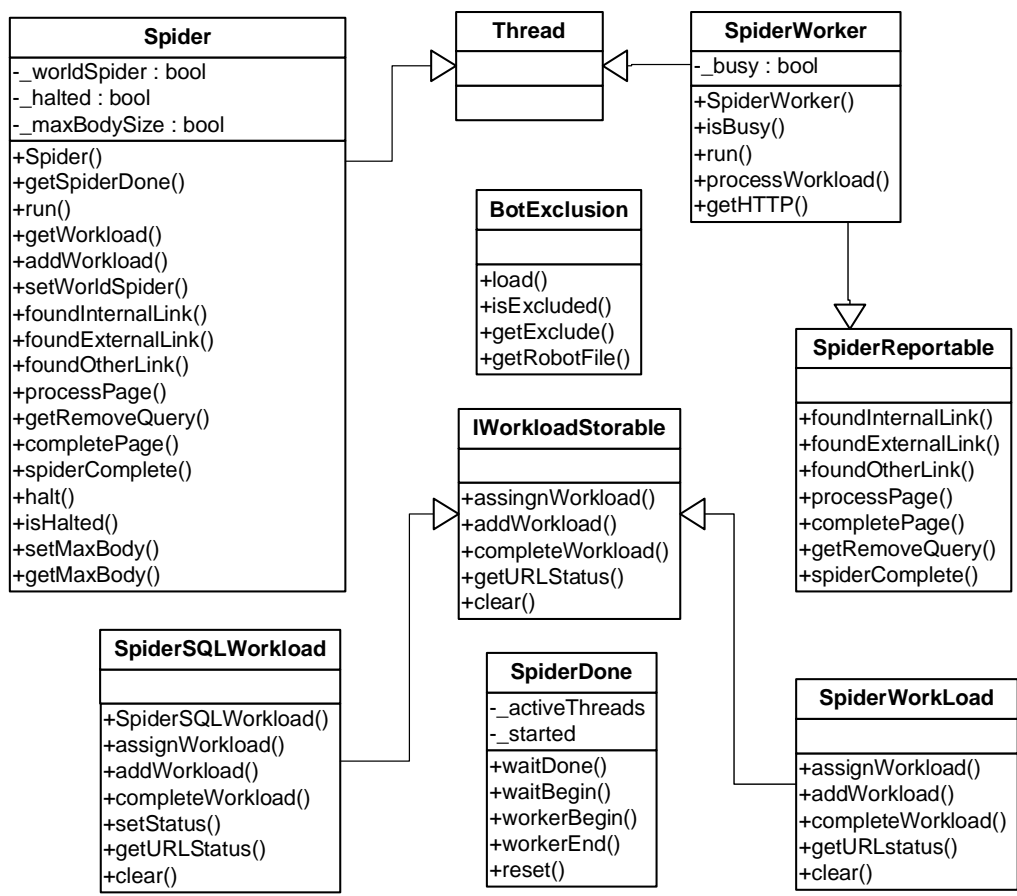 Spider
-_worldSpider : bool
-_halted : bool
-_maxBodySize : bool
+Spider()
+getSpiderDone()
+run()
+getWorkload()
+addWorkload()
+setWorldSpider()
+foundInternalLink()
+foundExternalLink()
+foundOtherLink()
+processPage()
+getRemoveQuery()
+completePage()
+spiderComplete()
+halt()
+isHalted()
+setMaxBody()
+getMaxBody()
Thread
SpiderWorker
-_busy : bool
+SpiderWorker()
+isBusy()
+run()
+processWorkload()
+getHTTP()
BotExclusion
+load()
+isExcluded()
+getExclude()
+getRobotFile()
SpiderReportable
+foundInternalLink()
+foundExternalLink()
+foundOtherLink()
+processPage()
+completePage()
+getRemoveQuery()
+spiderComplete()
IWorkloadStorable
+assingnWorkload()
+addWorkload()
+completeWorkload()
+getURLStatus()
+clear()
SpiderSQLWorkload
+SpiderSQLWorkload()
+assignWorkload()
+addWorkload()
+completeWorkload()
+setStatus()
+getURLStatus()
+clear()
SpiderDone
-_activeThreads
-_started
+waitDone()
+waitBegin()
+workerBegin()
+workerEnd()
+reset()
SpiderWorkLoad
+assignWorkload()
+addWorkload()
+completeWorkload()
+getURLstatus()
+clear()